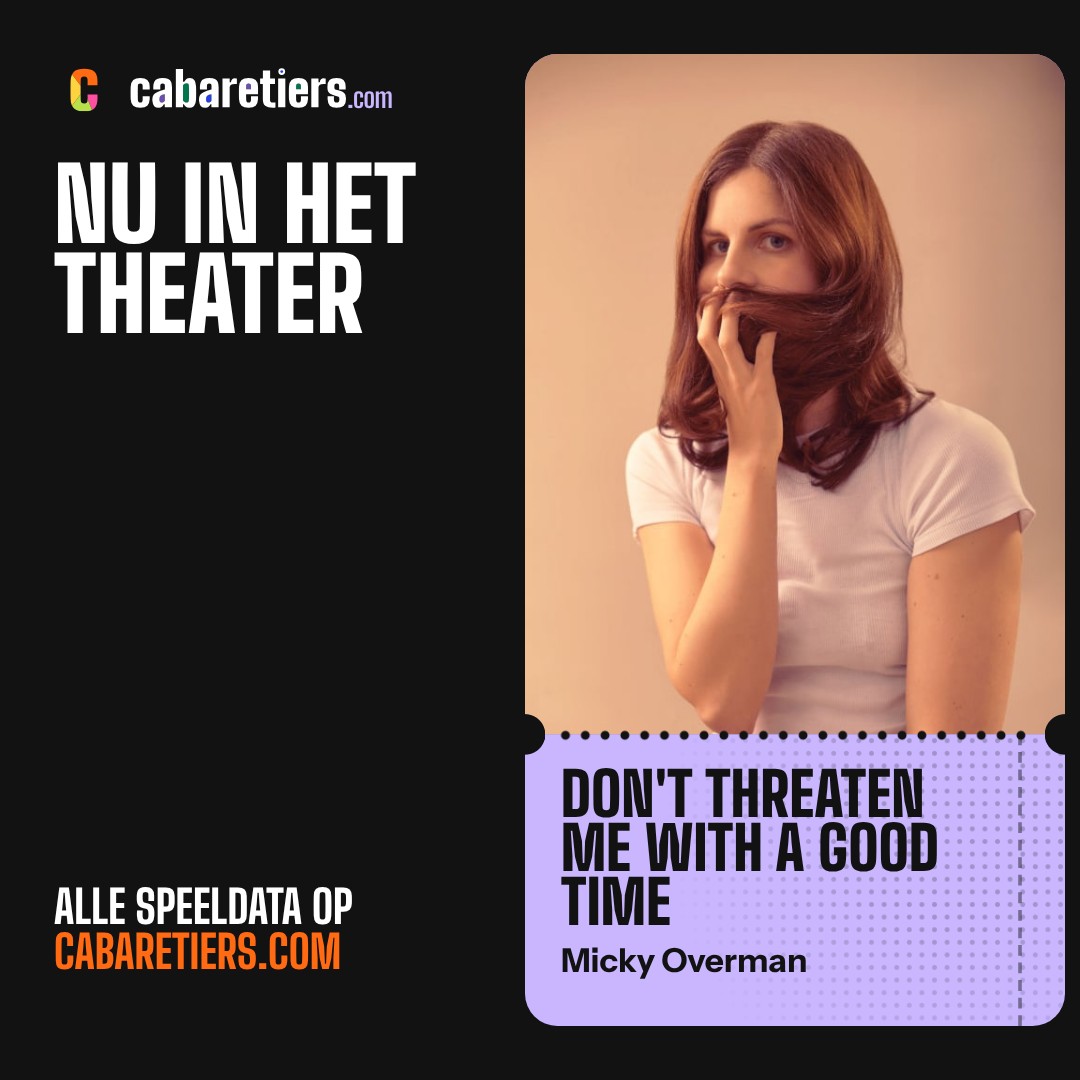 cabaretiers.com
NU IN HET
THEATER
ALLE SPEELDATA OP
CABARETIERS.COM
DON'T THREATEN
ME WITH A GOOD
TIME
Micky Overman